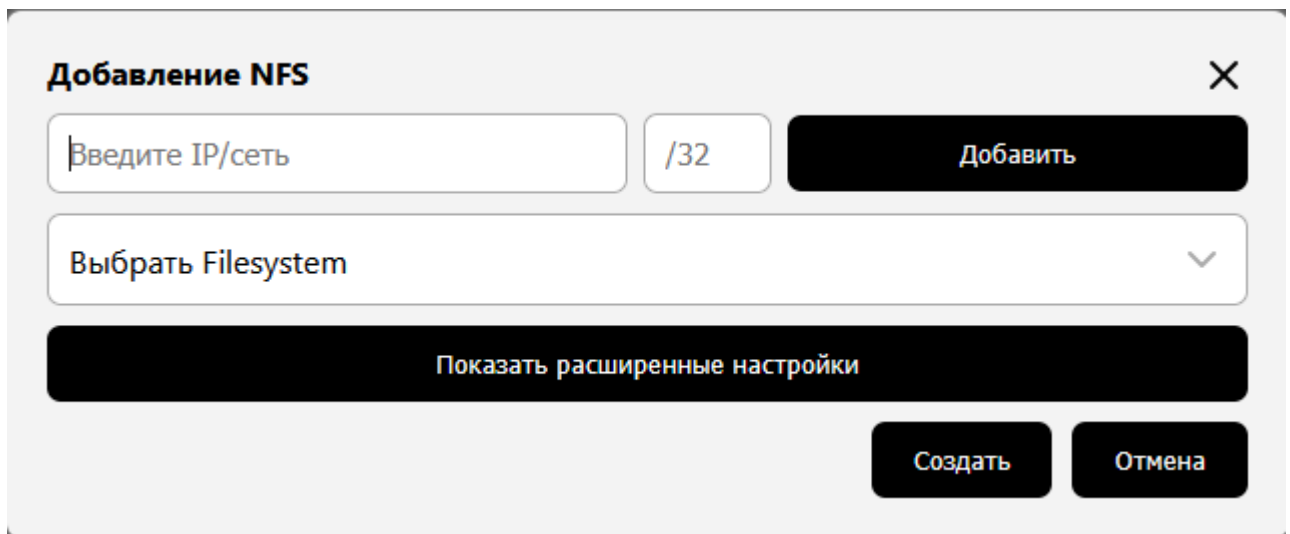 Добавление NFS
Введите IP/сеть /32 Добавить
Выбрать Filesystem
Показать расширенные настройки
Создать Отмена